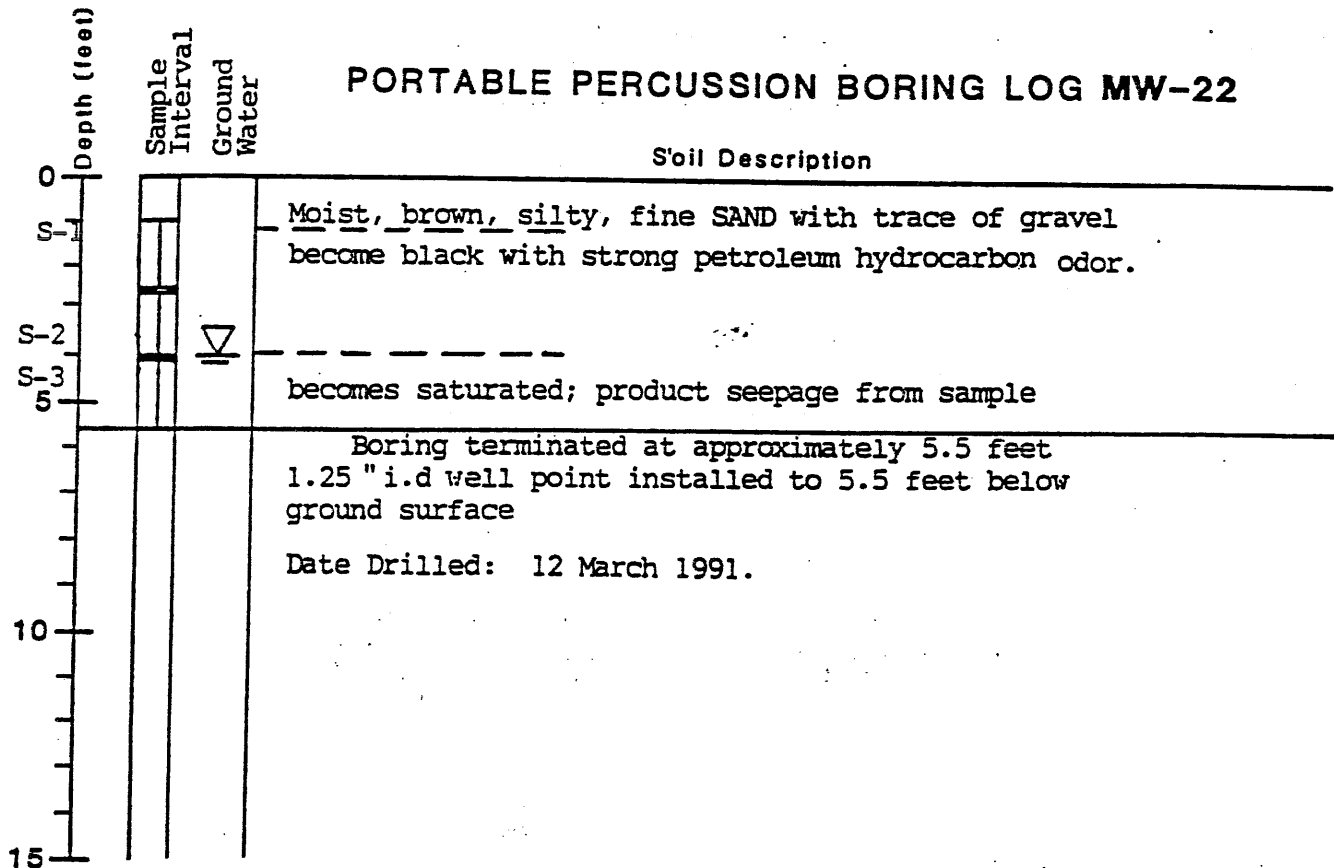 Depth (feet)
Sample Interval
Ground Water
PORTABLE PERCUSSION BORING LOG MW-22
Soil Description
0
S-1
Moist, brown, silty, fine SAND with trace of gravel
become black with strong petroleum hydrocarbon odor.
S-2
S-3
5
becomes saturated; product seepage from sample
Boring terminated at approximately 5.5 feet
1.25 "i.d well point installed to 5.5 feet below
ground surface
Date Drilled: 12 March 1991.
10
15